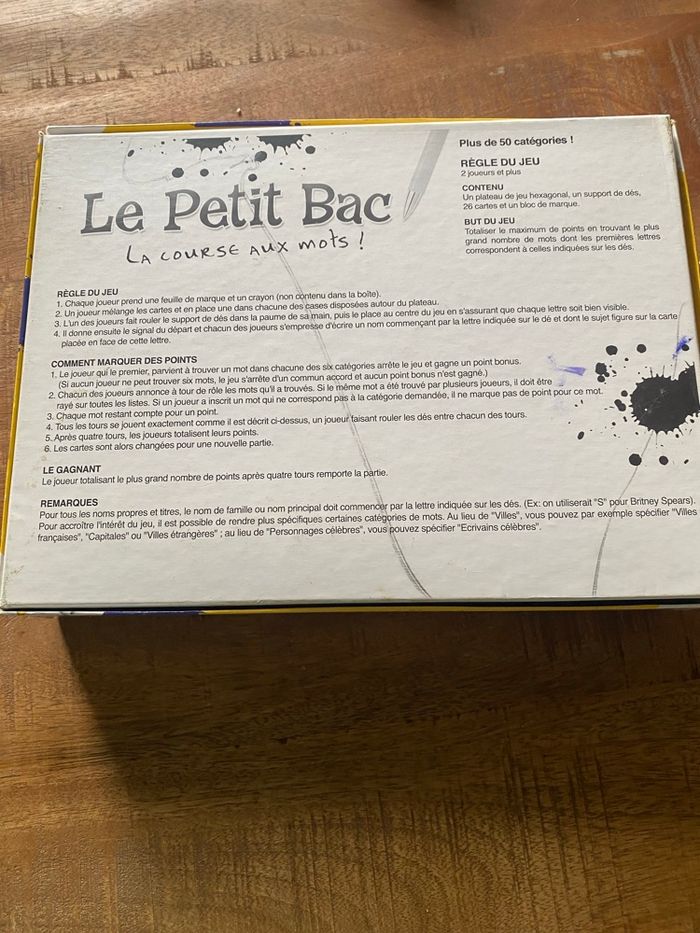 Plus de 50 catégories !
RÈGLE DU JEU
2 joueurs et plus
CONTENU
Un plateau de jeu hexagonal, un support de dés,
26 cartes et un bloc de marque.
BUT DU JEU
Totaliser le maximum de points en trouvant le plus
grand nombre de mots dont les premières lettres
correspondent à celles indiquées sur les dés.
Le Petit Bac
LA COURSE AUX MOTS !
RÈGLE DU JEU
1. Chaque joueur prend une feuille de marque et un crayon (non contenu dans la boîte).
2. Un joueur mélange les cartes et en place une dans chacune des cases disposées autour du plateau.
3. L'un des joueurs fait rouler le support de dés dans la paume de sa main, puis le place au centre du jeu en s'assurant que chaque lettre soit bien visible.
4. Il donne ensuite le signal du départ et chacun des joueurs s'empresse d'écrire un nom commençant par la lettre indiquée sur le dé et dont le sujet figure sur la carte
placée en face de cette lettre.
COMMENT MARQUER DES POINTS
1. Le joueur qui le premier, parvient à trouver un mot dans chacune des six catégories arrête le jeu et gagne un point bonus.
(Si aucun joueur ne peut trouver six mots, le jeu s'arrête d'un commun accord et aucun point bonus n'est gagné.)
2. Chacun des joueurs annonce à tour de rôle les mots qu'il a trouvés. Si le même mot a été trouvé par plusieurs joueurs, il doit être
rayé sur toutes les listes. Si un joueur a inscrit un mot qui ne correspond pas à la catégorie demandée, il ne marque pas de point pour ce mot.
3. Chaque mot restant compte pour un point.
4. Tous les tours se jouent exactement comme il est décrit ci-dessus, un joueur faisant rouler les dés entre chacun des tours.
5. Après quatre tours, les joueurs totalisent leurs points.
6. Les cartes sont alors changées pour une nouvelle partie.
LE GAGNANT
Le joueur totalisant le plus grand nombre de points après quatre tours remporte la partie.
REMARQUES
Pour tous les noms propres et titres, le nom de famille ou nom principal doit commencer par la lettre indiquée sur les dés. (Ex: on utiliserait "S" pour Britney Spears).
Pour accroître l'intérêt du jeu, il est possible de rendre plus spécifiques certaines catégories de mots. Au lieu de "Villes", vous pouvez par exemple spécifier "Villes
françaises", "Capitales" ou "Villes étrangères" ; au lieu de "Personnages célèbres", vous pouvez spécifier "Ecrivains célèbres".